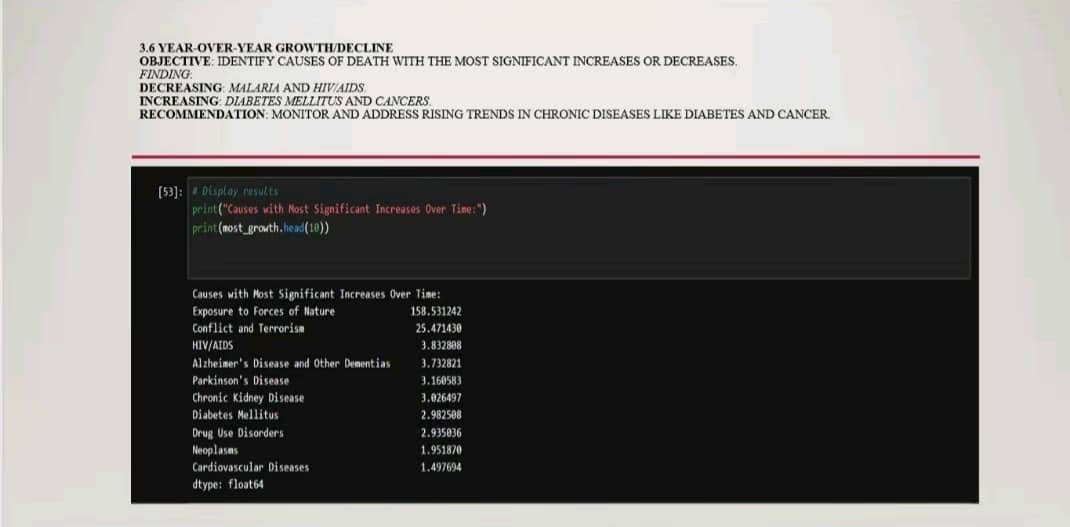 3.6 YEAR-OVER-YEAR GROWTH/DECLINE
OBJECTIVE: IDENTIFY CAUSES OF DEATH WITH THE MOST SIGNIFICANT INCREASES OR DECREASES.
FINDING:
DECREASING: MALARIA AND HIV/AIDS.
INCREASING: DIABETES MELLITUS AND CANCERS.
RECOMMENDATION: MONITOR AND ADDRESS RISING TRENDS IN CHRONIC DISEASES LIKE DIABETES AND CANCER.
[53]: # Display results
print("Causes with Most Significant Increases Over Time:")
print(most_growth.head(10))
Causes with Most Significant Increases Over Time:
Exposure to Forces of Nature 158.531242
Conflict and Terrorism 25.471430
HIV/AIDS 3.832808
Alzheimer's Disease and Other Dementias 3.732821
Parkinson's Disease 3.160583
Chronic Kidney Disease 3.026497
Diabetes Mellitus 2.982508
Drug Use Disorders 2.935036
Neoplasms 1.951870
Cardiovascular Diseases 1.497694
dtype: float64